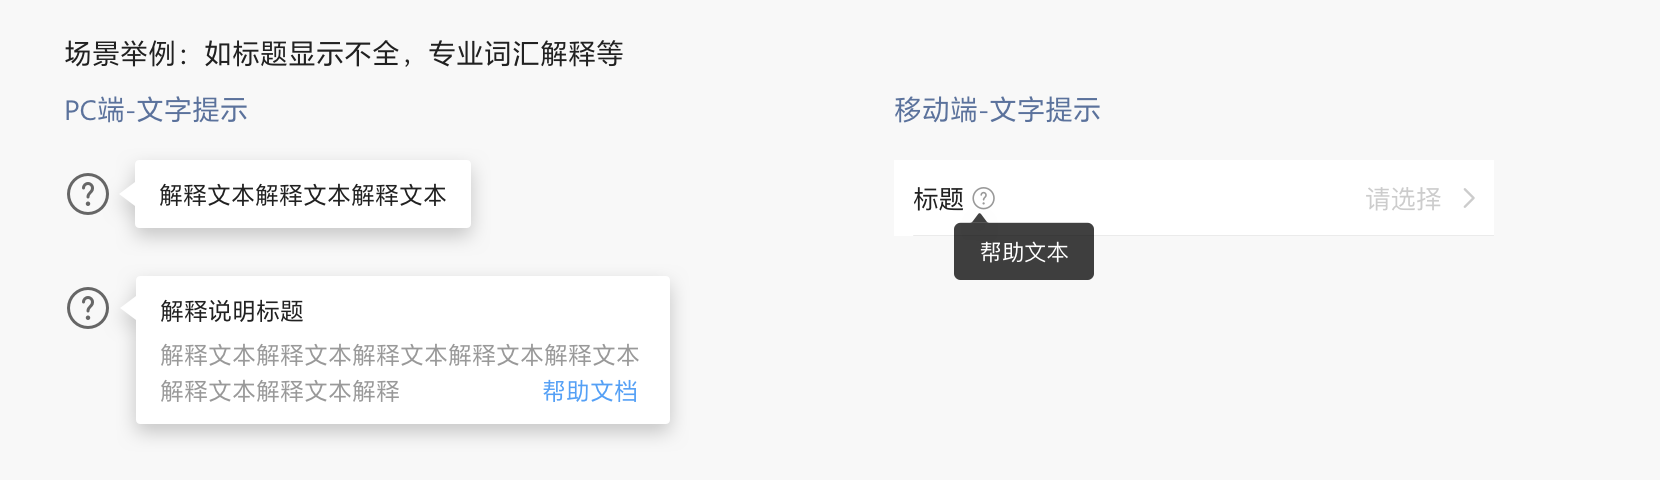 场景举例：如标题显示不全，专业词汇解释等
PC端-文字提示
解释文本解释文本解释文本
解释说明标题
解释文本解释文本解释文本解释文本解释文本
解释文本解释文本解释
帮助文档
移动端-文字提示
标题
请选择
帮助文本